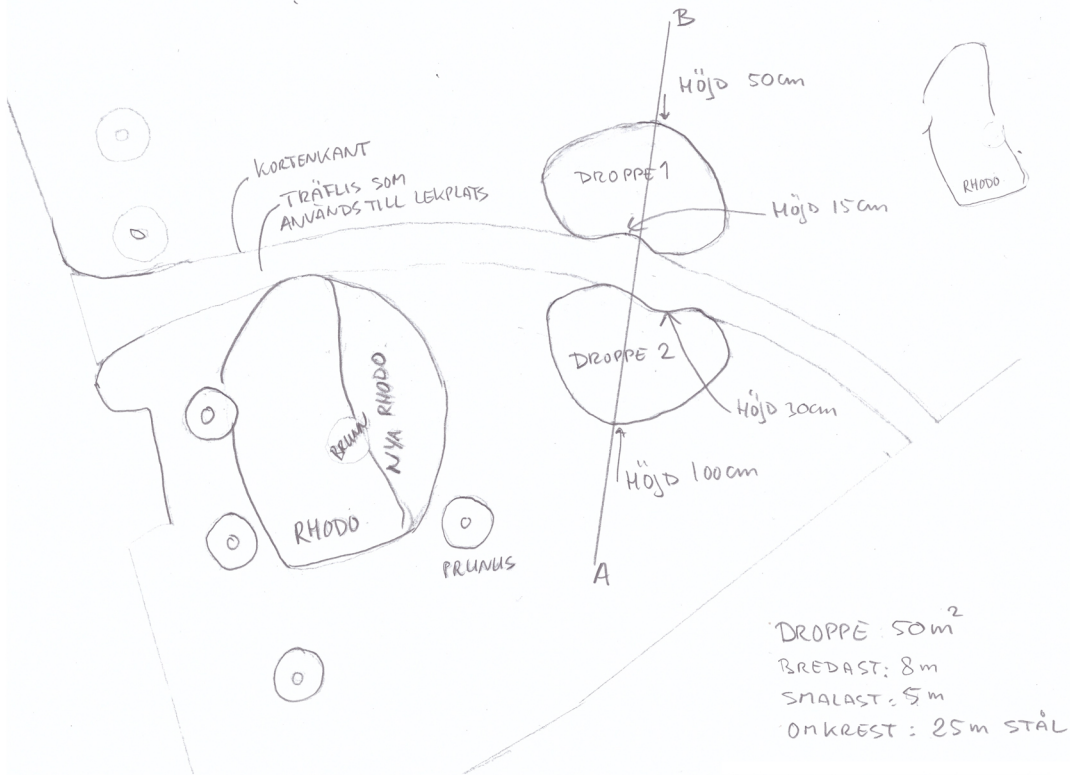 B
HÖJD 50cm
KORTENKANT
TRÄFLIS SOM
ANVÄNDS TILL LEKPLATS
DROPPE 1
RHODO
HÖJD 15cm
DROPPE 2
NYA RHODO
BRUNN
HÖJD 30cm
HÖJD 100cm
RHODO
PRUNUS
A
DROPPE 50m²
BREDAST: 8m
SMALAST: 5m
OMKREST: 25m STÅL